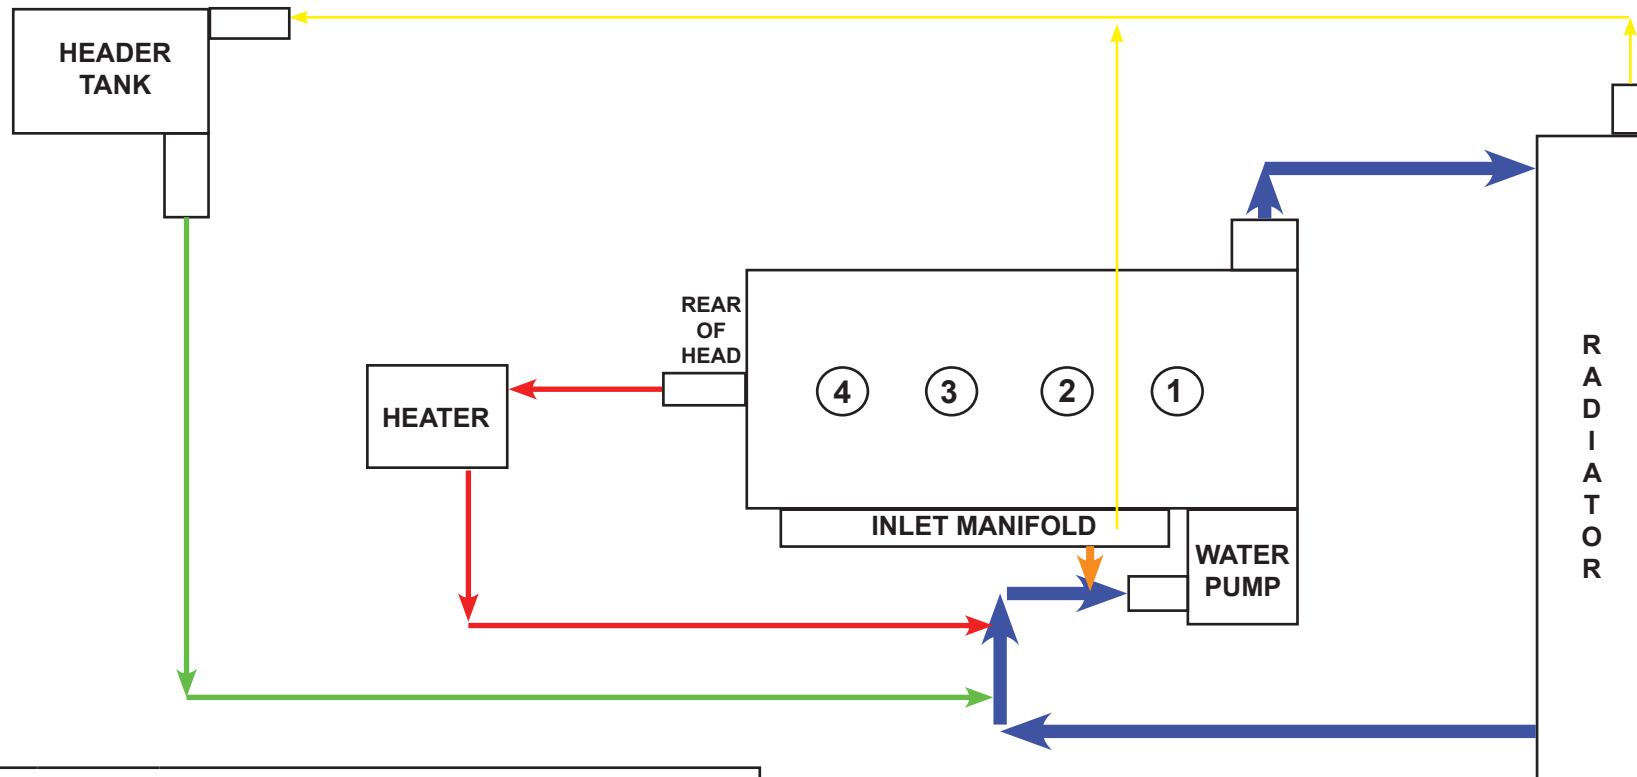 HEADER
TANK
REAR
OF
HEAD
HEATER
4
3
2
1
INLET MANIFOLD
WATER
PUMP
R
A
D
I
A
T
O
R